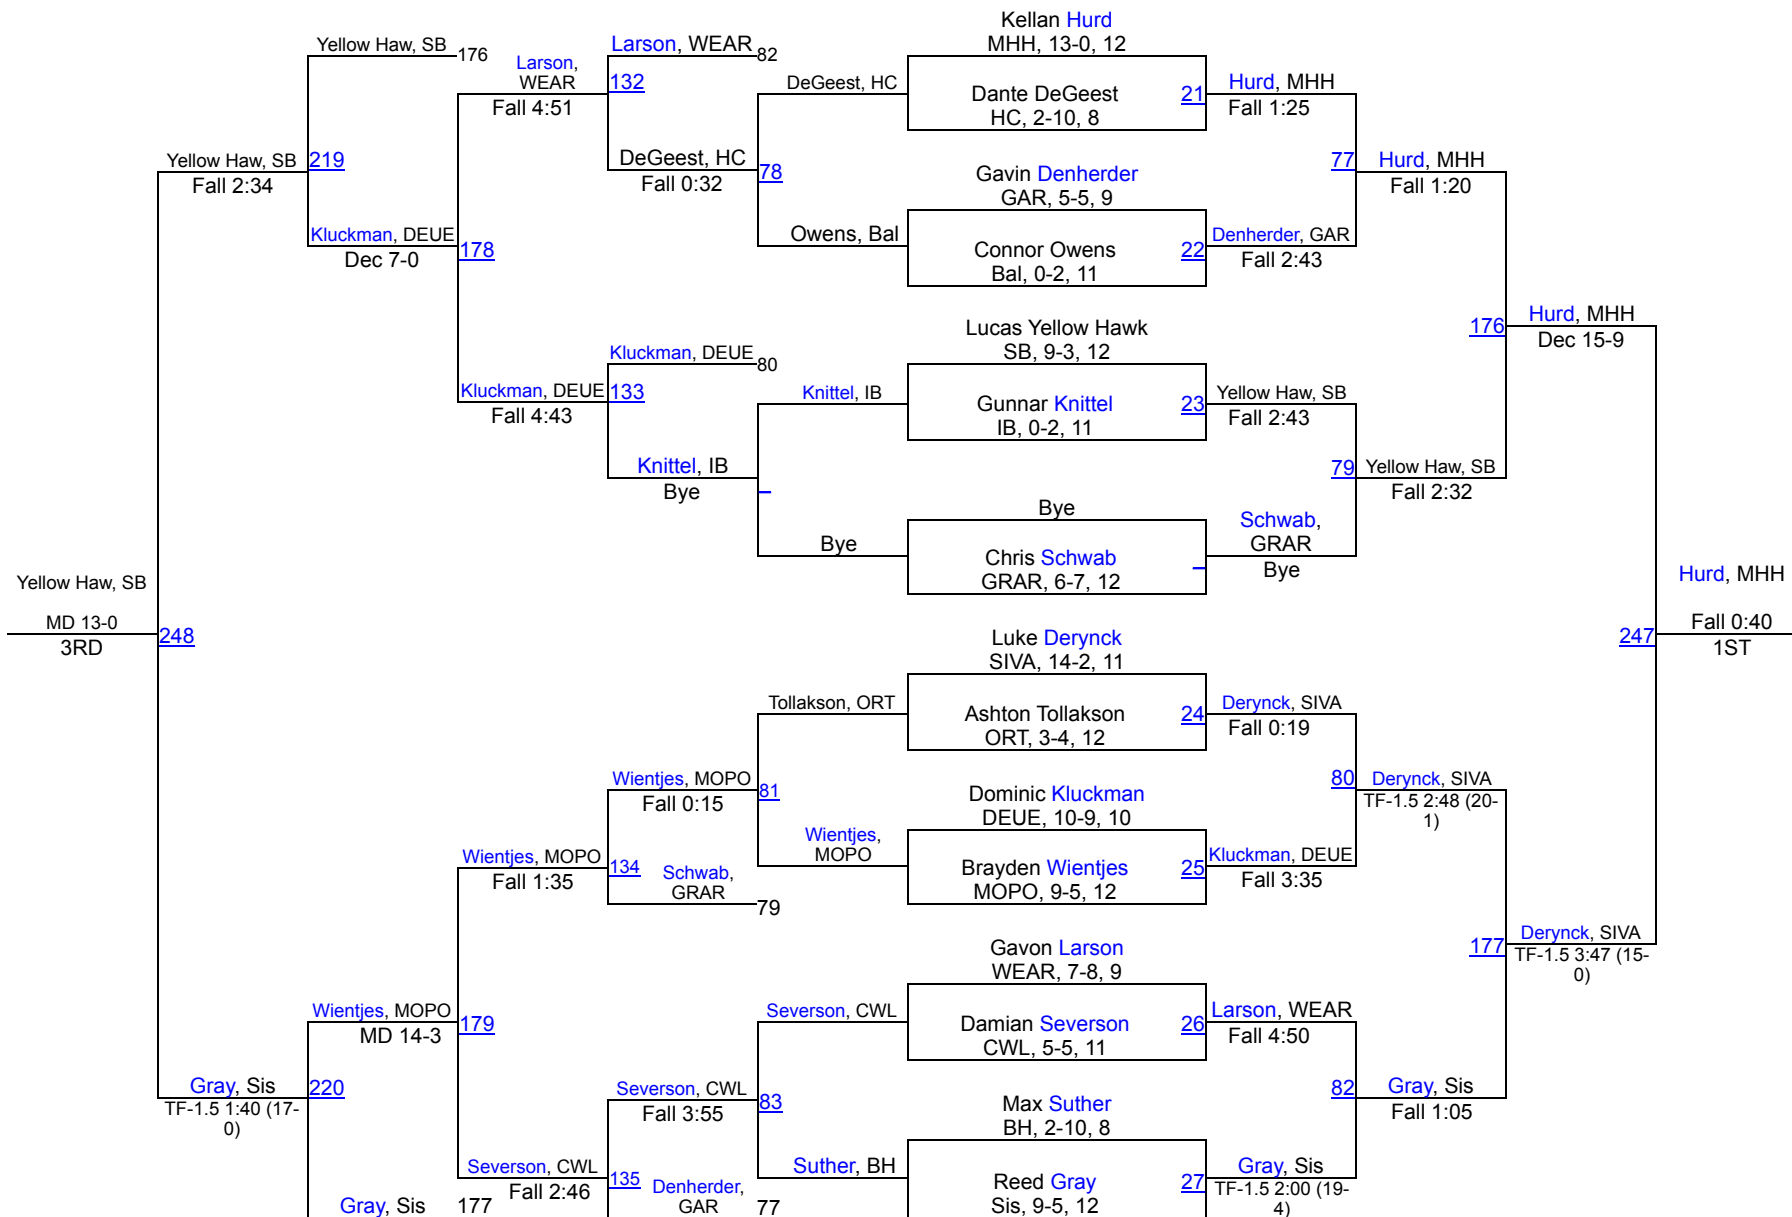 Kellan Hurd
MHH, 13-0, 12
Yellow Haw, SB
176
Larson, WEAR
82
Larson,
WEAR
132
Fall 4:51
DeGeest, HC
Dante DeGeest
HC, 2-10, 8
21
Hurd, MHH
Fall 1:25
Yellow Haw, SB
219
Fall 2:34
DeGeest, HC
78
Fall 0:32
Gavin Denherder
GAR, 5-5, 9
77
Hurd, MHH
Fall 1:20
Kluckman, DEUE
178
Dec 7-0
Owens, Bal
Connor Owens
Bal, 0-2, 11
22
Denherder, GAR
Fall 2:43
Lucas Yellow Hawk
SB, 9-3, 12
176
Hurd, MHH
Dec 15-9
Kluckman, DEUE
80
Kluckman, DEUE
133
Fall 4:43
Knittel, IB
Gunnar Knittel
IB, 0-2, 11
23
Yellow Haw, SB
Fall 2:43
Knittel, IB
Bye
79
Yellow Haw, SB
Fall 2:32
Bye
Bye
Chris Schwab
GRAR, 6-7, 12
Schwab,
GRAR
Bye
Yellow Haw, SB
MD 13-0
3RD
248
Hurd, MHH
Fall 0:40
1ST
247
Luke Derynck
SIVA, 14-2, 11
Tollakson, ORT
Ashton Tollakson
ORT, 3-4, 12
24
Derynck, SIVA
Fall 0:19
Wientjes, MOPO
81
Fall 0:15
Dominic Kluckman
DEUE, 10-9, 10
80
Derynck, SIVA
TF-1.5 2:48 (20-
1)
Wientjes,
MOPO
Wientjes, MOPO
134
Fall 1:35
Schwab,
GRAR
79
Brayden Wientjes
MOPO, 9-5, 12
25
Kluckman, DEUE
Fall 3:35
Gavon Larson
WEAR, 7-8, 9
177
Derynck, SIVA
TF-1.5 3:47 (15-
0)
Wientjes, MOPO
179
MD 14-3
Severson, CWL
Damian Severson
CWL, 5-5, 11
26
Larson, WEAR
Fall 4:50
Gray, Sis
220
TF-1.5 1:40 (17-
0)
Severson, CWL
83
Fall 3:55
Max Suther
BH, 2-10, 8
82
Gray, Sis
Fall 1:05
Severson, CWL
135
Fall 2:46
Suther, BH
Reed Gray
Sis, 9-5, 12
27
Gray, Sis
TF-1.5 2:00 (19-
4)
Gray, Sis
177
Denherder,
GAR
77